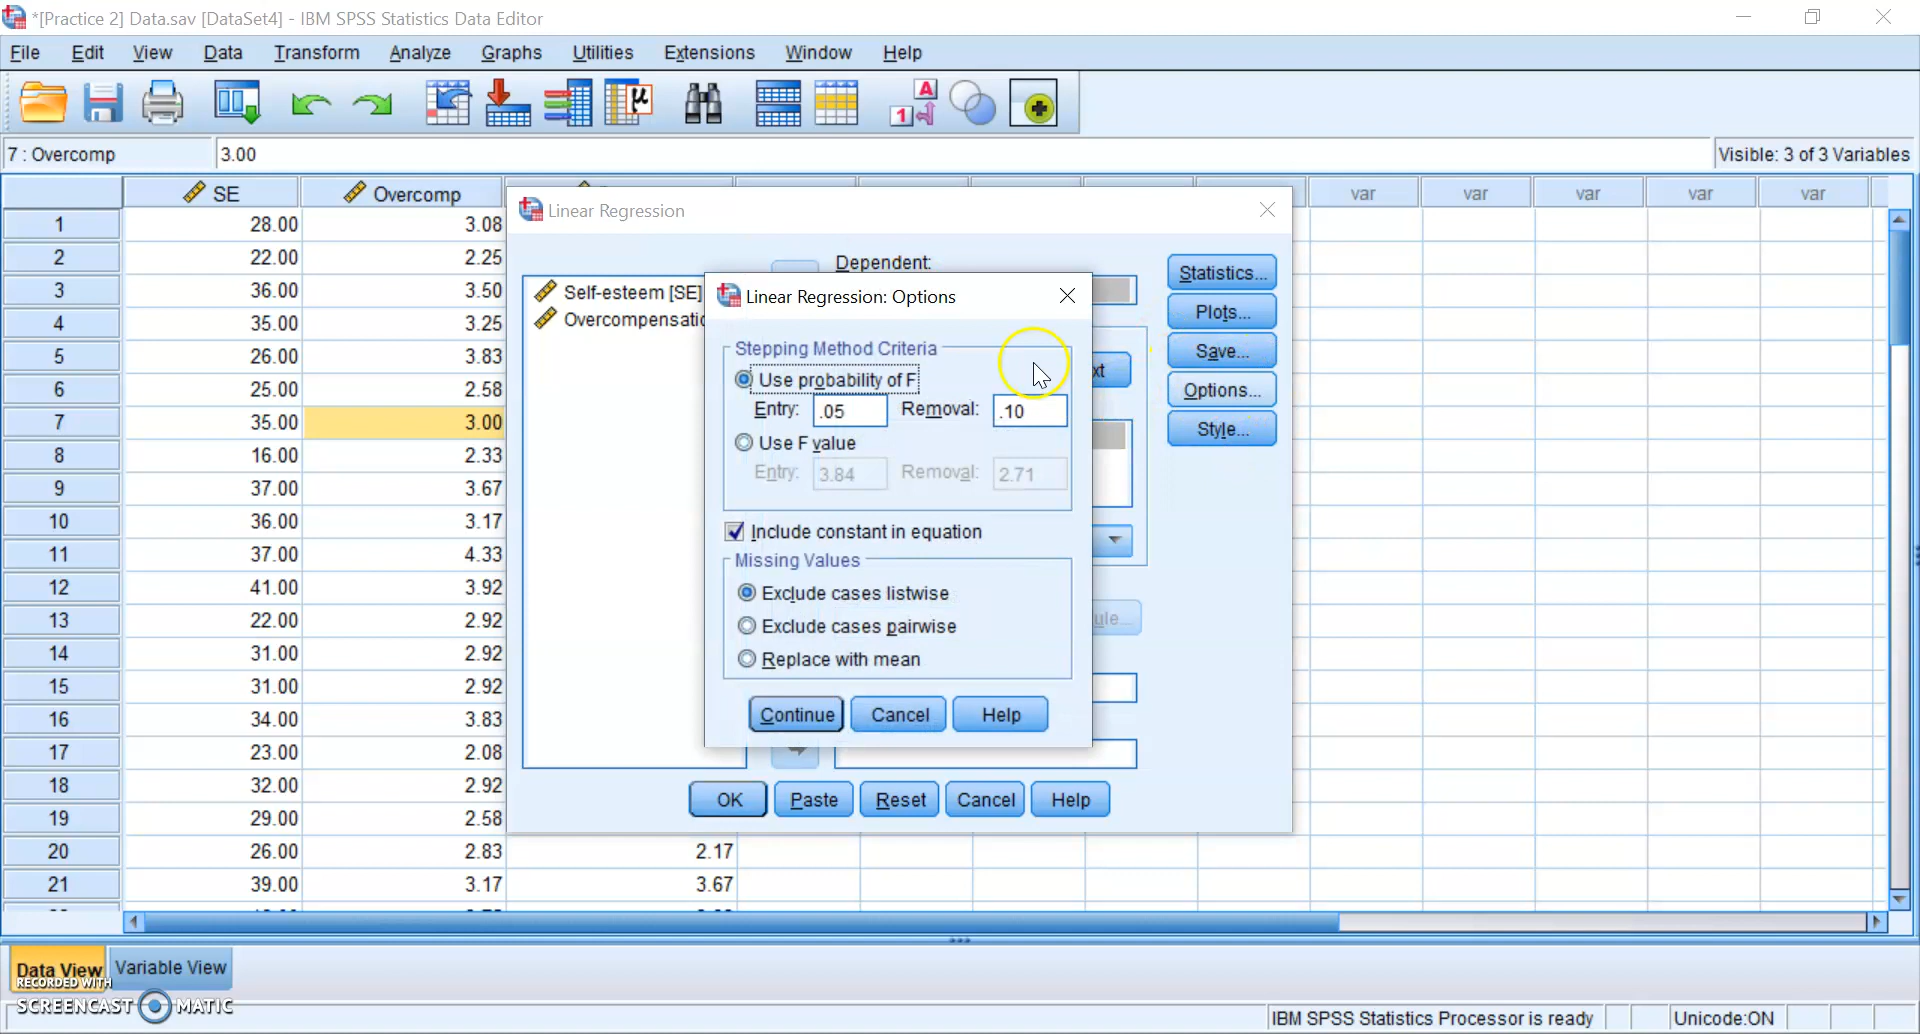 *[Practice 2] Data.sav [DataSet4] - IBM SPSS Statistics Data Editor
File Edit View Data Transform Analyze Graphs Utilities Extensions Window Help
7 : Overcomp 3.00 Visible: 3 of 3 Variables
SE Overcomp var var var var var
1 28.00 3.08
2 22.00 2.25
3 36.00 3.50
4 35.00 3.25
5 26.00 3.83
6 25.00 2.58
7 35.00 3.00
8 16.00 2.33
9 37.00 3.67
10 36.00 3.17
11 37.00 4.33
12 41.00 3.92
13 22.00 2.92
14 31.00 2.92
15 31.00 2.92
16 34.00 3.83
17 23.00 2.08
18 32.00 2.92
19 29.00 2.58
20 26.00 2.83 2.17
21 39.00 3.17 3.67
Linear Regression
Dependent:
Self-esteem [SE]
Overcompensatio
Statistics...
Plots...
Save...
Options...
Style...
Linear Regression: Options
Stepping Method Criteria
Use probability of F
Entry: .05 Removal: .10
Use F value
Entry: 3.84 Removal: 2.71
Include constant in equation
Missing Values
Exclude cases listwise
Exclude cases pairwise
Replace with mean
Continue Cancel Help
OK Paste Reset Cancel Help
Data View Variable View
RECORDED WITH
SCREENCAST MATIC
IBM SPSS Statistics Processor is ready Unicode:ON